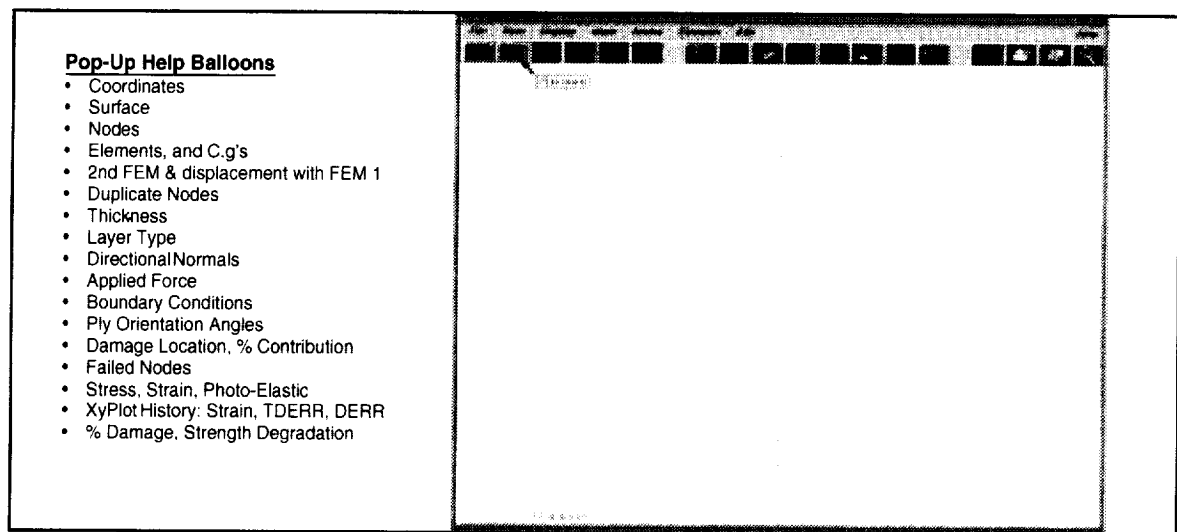 Pop-Up Help Balloons
• Coordinates
• Surface
• Nodes
• Elements, and C.g's
• 2nd FEM & displacement with FEM 1
• Duplicate Nodes
• Thickness
• Layer Type
• Directional Normals
• Applied Force
• Boundary Conditions
• Ply Orientation Angles
• Damage Location, % Contribution
• Failed Nodes
• Stress, Strain, Photo-Elastic
• XyPlot History: Strain, TDERR, DERR
• % Damage, Strength Degradation